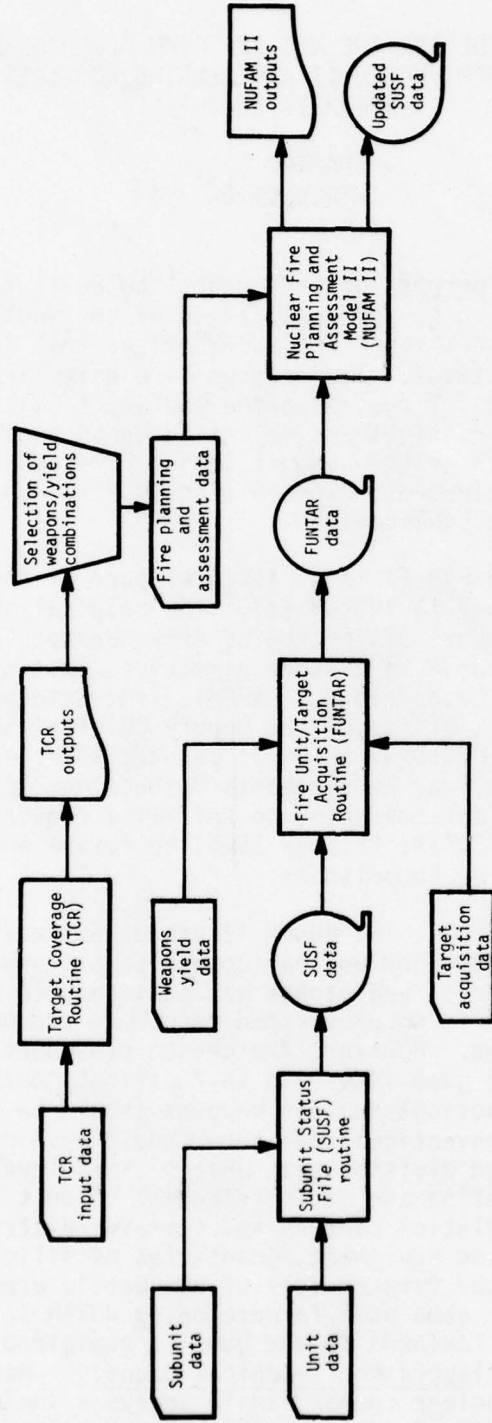 TCR
input data
Target Coverage
Routine (TCR)
TCR
outputs
Selection of
weapons/yield
combinations
Fire planning
and
assessment data
NUFAM II
outputs
Subunit
data
Unit
data
Subunit Status
File (SUSF)
routine
SUSF
data
Weapons
yield
data
Fire Unit/Target
Acquisition
Routine (FUNTAR)
Target
acquisition
data
FUNTAR
data
Nuclear Fire
Planning and
Assessment
Model II
(NUFAM II)
Updated
SUSF
data